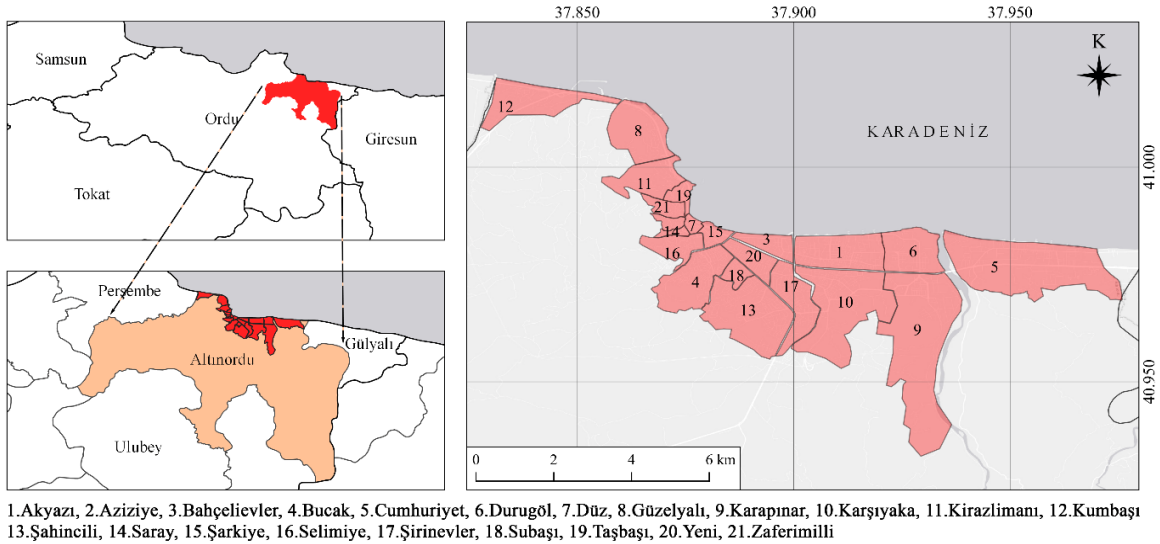 Samsun
Ordu
Giresun
Tokat
Perşembe
Altınordu
Gülyalı
Ulubey
37.850 37.900 37.950
K
KARADENİZ
41.000
40.950
12
8
11
19
21
7
14
15
16
3
1
6
5
20
4
18
17
10
13
9
0 2 4 6 km
1.Akyazı, 2.Aziziye, 3.Bahçelievler, 4.Bucak, 5.Cumhuriyet, 6.Durugöl, 7.Düz, 8.Güzelyalı, 9.Karapınar, 10.Karşıyaka, 11.Kirazlimanı, 12.Kumbaşı
13.Şahincili, 14.Saray, 15.Şarkiye, 16.Selimiye, 17.Şirinevler, 18.Subaşı, 19.Taşbaşı, 20.Yeni, 21.Zaferimilli